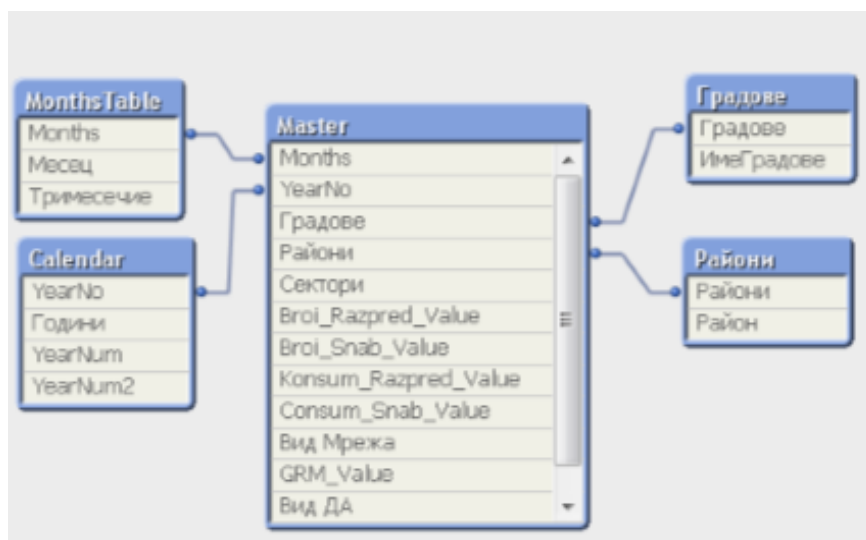 MonthsTable
Months
Месец
Тримесечие
Calendar
YearNo
Години
YearNum
YearNum2
Master
Months
YearNo
Градове
Райони
Сектори
Broi_Razpred_Value
Broi_Snab_Value
Konsum_Razpred_Value
Consum_Snab_Value
Вид Мрежа
GRM_Value
Вид ДА
Градове
Градове
ИмеГрадове
Райони
Райони
Район